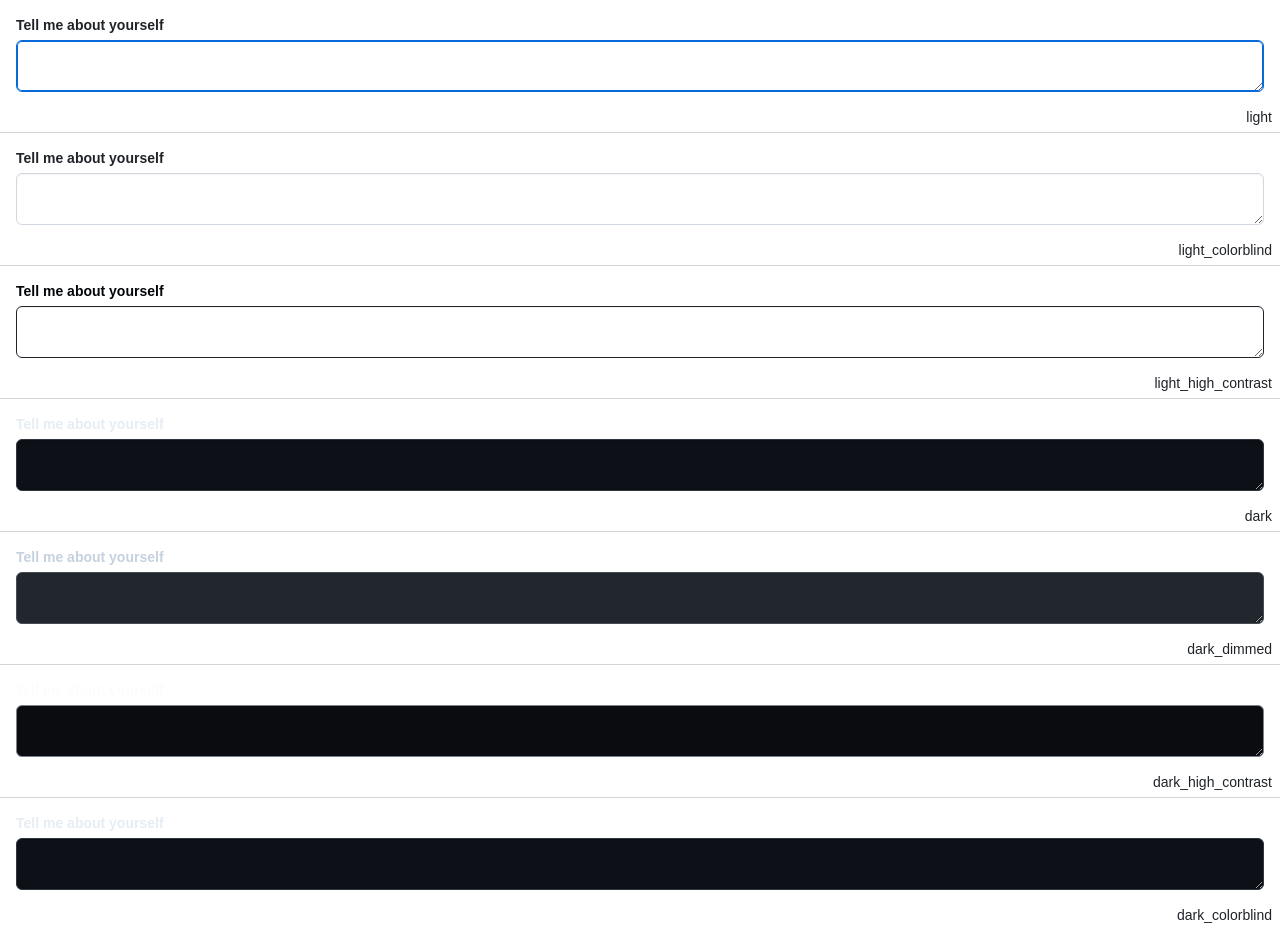 Tell me about yourself
light
Tell me about yourself
light_colorblind
Tell me about yourself
light_high_contrast
Tell me about yourself
dark
Tell me about yourself
dark_dimmed
Tell me about yourself
dark_high_contrast
Tell me about yourself
dark_colorblind